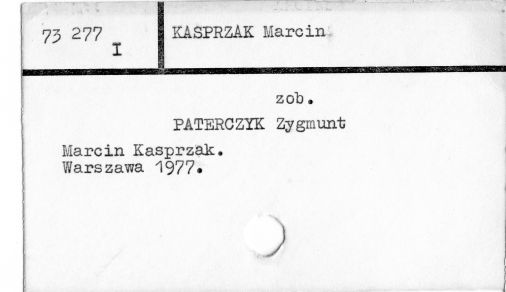 73 277
I
KASPRZAK Marcin
zob.
PATERCZYK Zygmunt
Marcin Kasprzak.
Warszawa 1977.